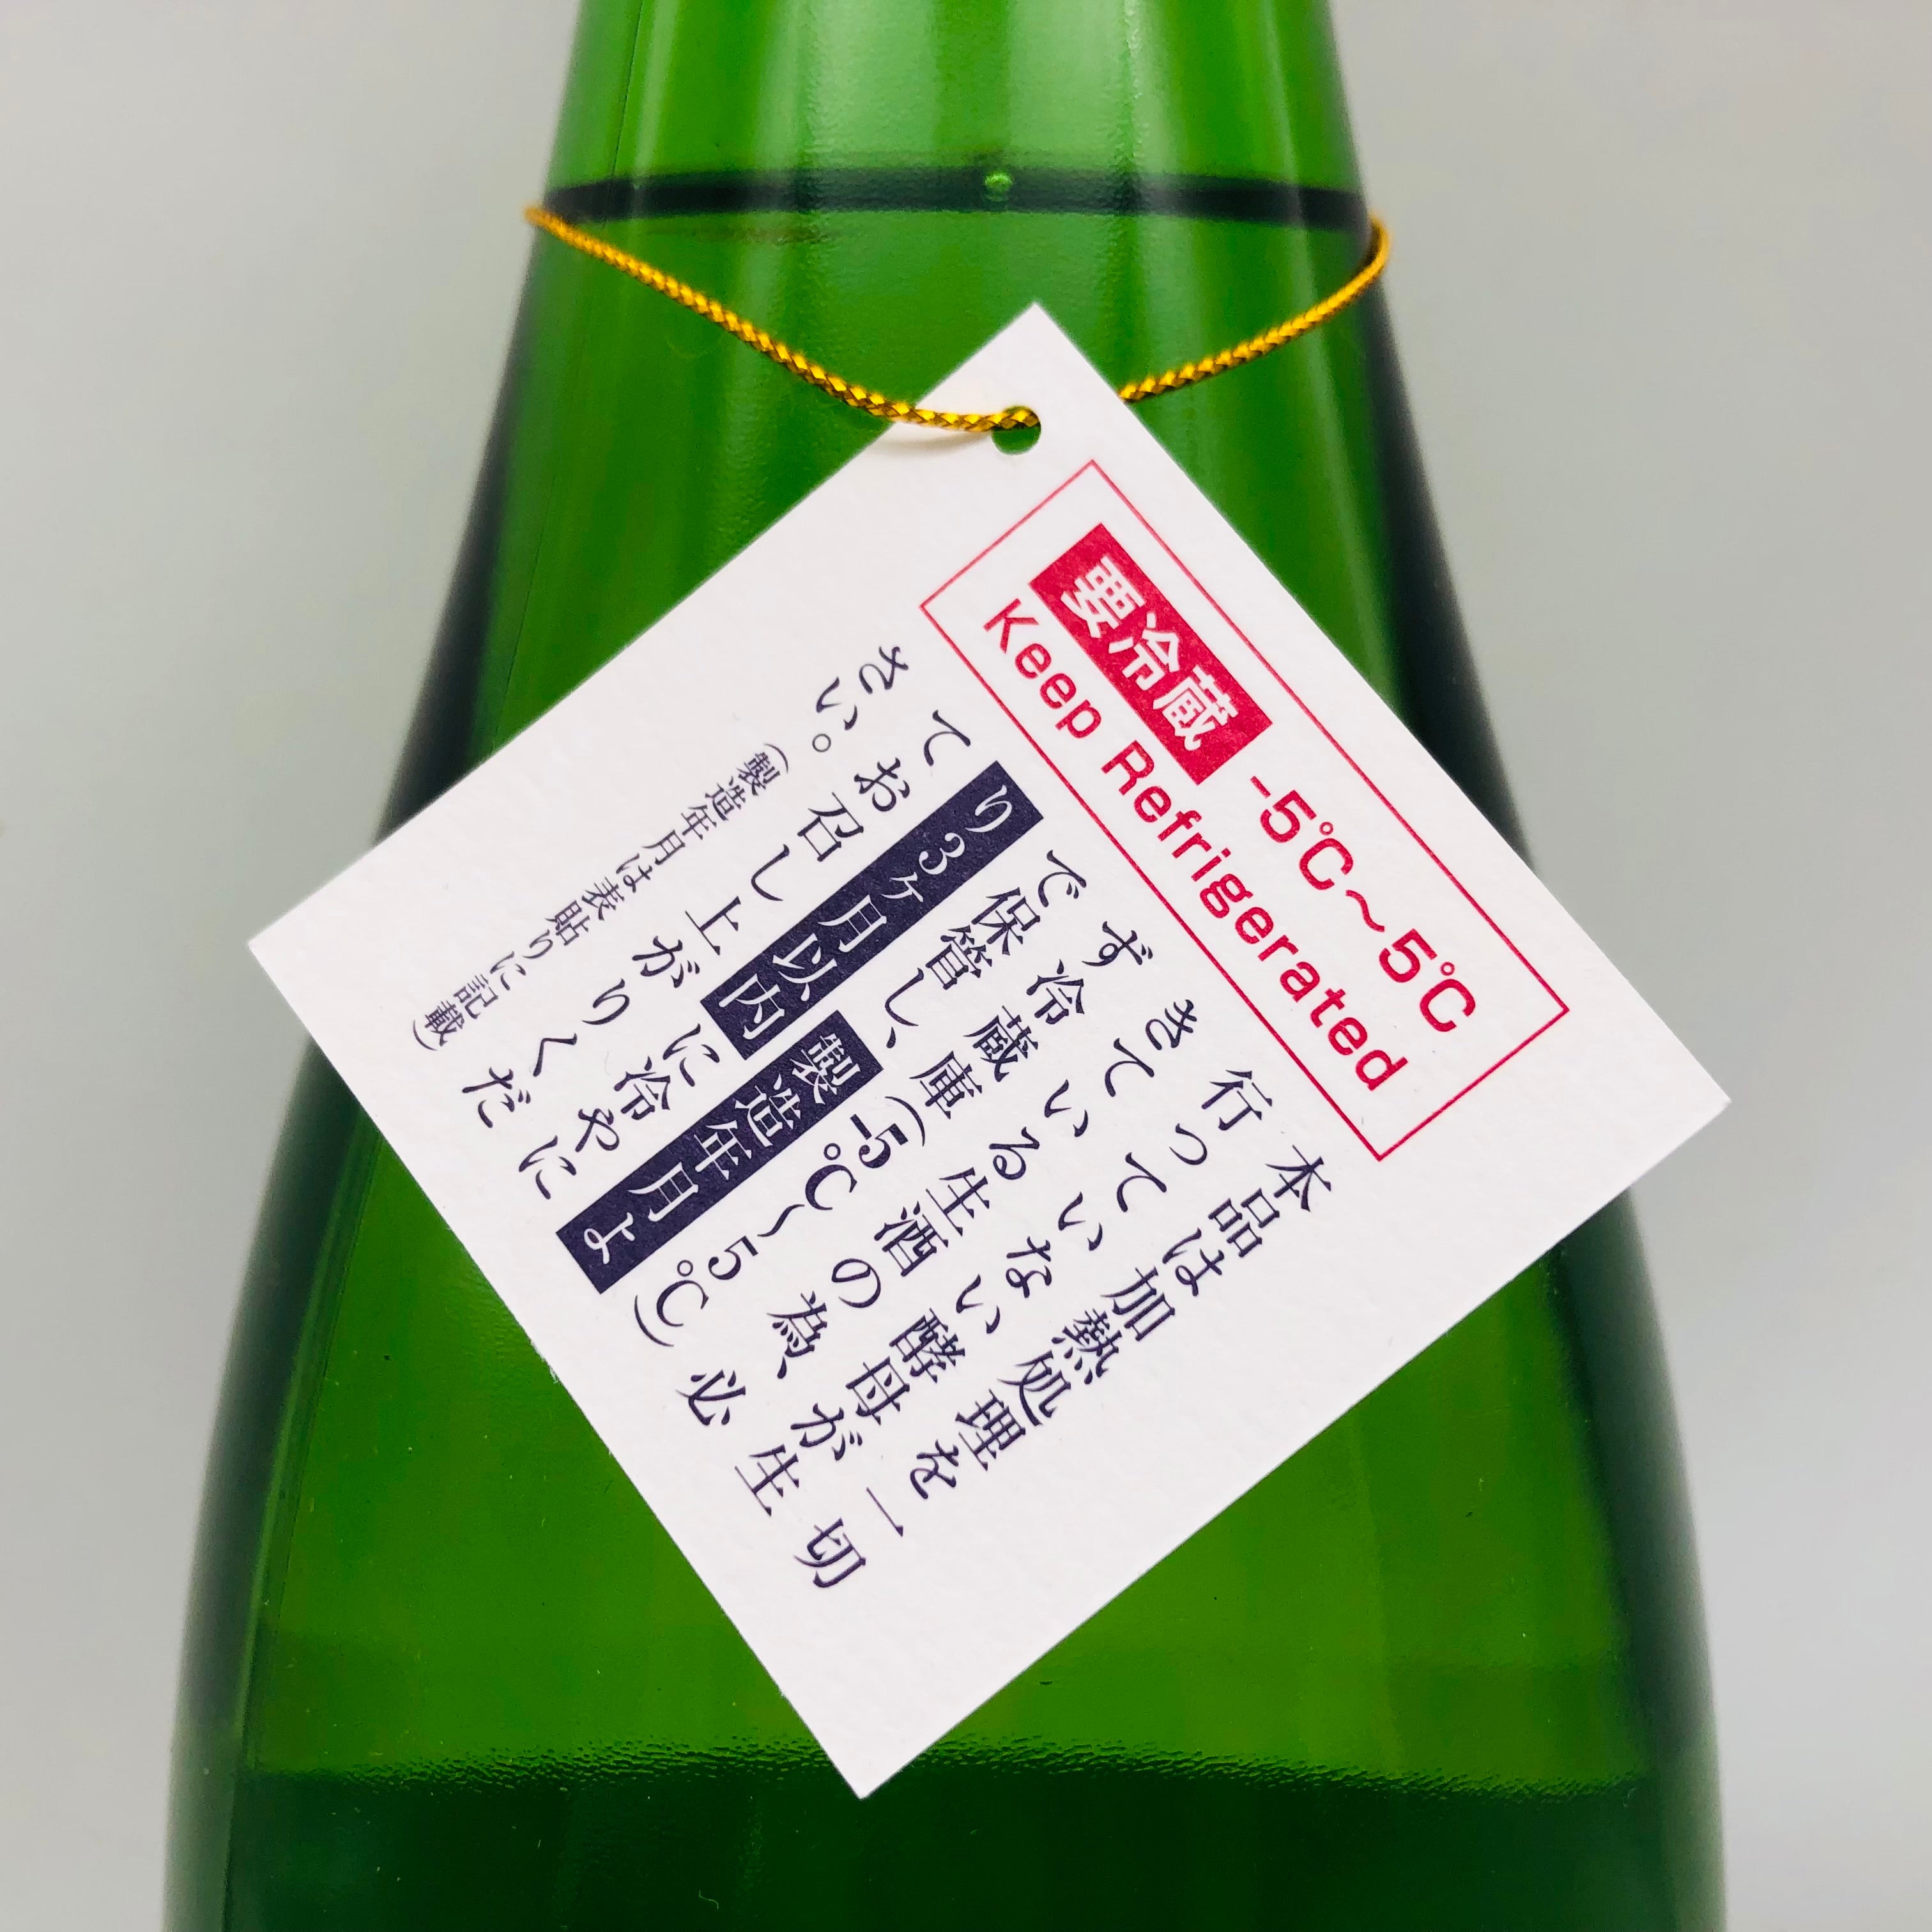 要冷蔵 -5℃〜5℃
Keep Refrigerated
本品は加熱処理を一切
行っていない酵母が生
きている生酒の為、必
ず冷蔵庫(-5℃〜5℃)
で保管し、製造年月よ
り3ヶ月以内に冷やに
てお召し上がりくだ
さい。
(製造年月は表貼りに記載)